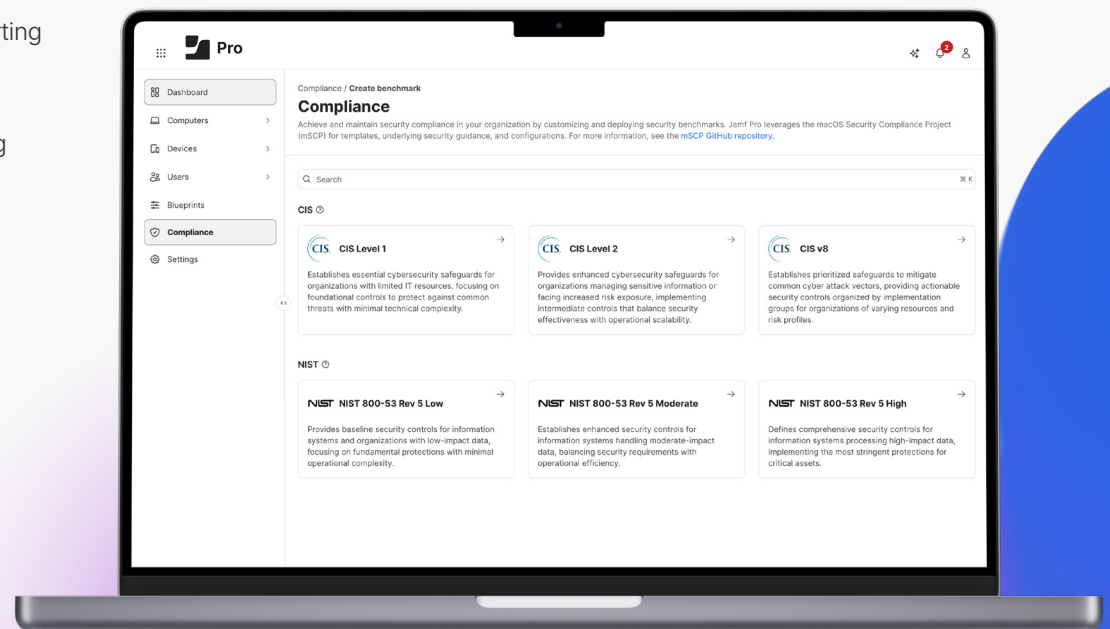 Pro
2
Dashboard
Computers
Devices
Users
Blueprints
Compliance
Settings
Compliance / Create benchmark
Compliance
Achieve and maintain security compliance in your organization by customizing and deploying security benchmarks. Jamf Pro leverages the macOS Security Compliance Project
(mSCP) for templates, underlying security guidance, and configurations. For more information, see the mSCP GitHub repository.
Search
⌘ K
CIS
CIS. CIS Level 1
Establishes essential cybersecurity safeguards for
organizations with limited IT resources, focusing on
foundational controls to protect against common
threats with minimal technical complexity.
CIS. CIS Level 2
Provides enhanced cybersecurity safeguards for
organizations managing sensitive information or
facing increased risk exposure, implementing
intermediate controls that balance security
effectiveness with operational scalability.
CIS. CIS v8
Establishes prioritized safeguards to mitigate
common cyber attack vectors, providing actionable
security controls organized by implementation
groups for organizations of varying resources and
risk profiles.
NIST
NIST NIST 800-53 Rev 5 Low
Provides baseline security controls for information
systems and organizations with low-impact data,
focusing on fundamental protections with minimal
operational complexity.
NIST NIST 800-53 Rev 5 Moderate
Establishes enhanced security controls for
information systems handling moderate-impact
data, balancing security requirements with
operational efficiency.
NIST NIST 800-53 Rev 5 High
Defines comprehensive security controls for
information systems processing high-impact data,
implementing the most stringent protections for
critical assets.